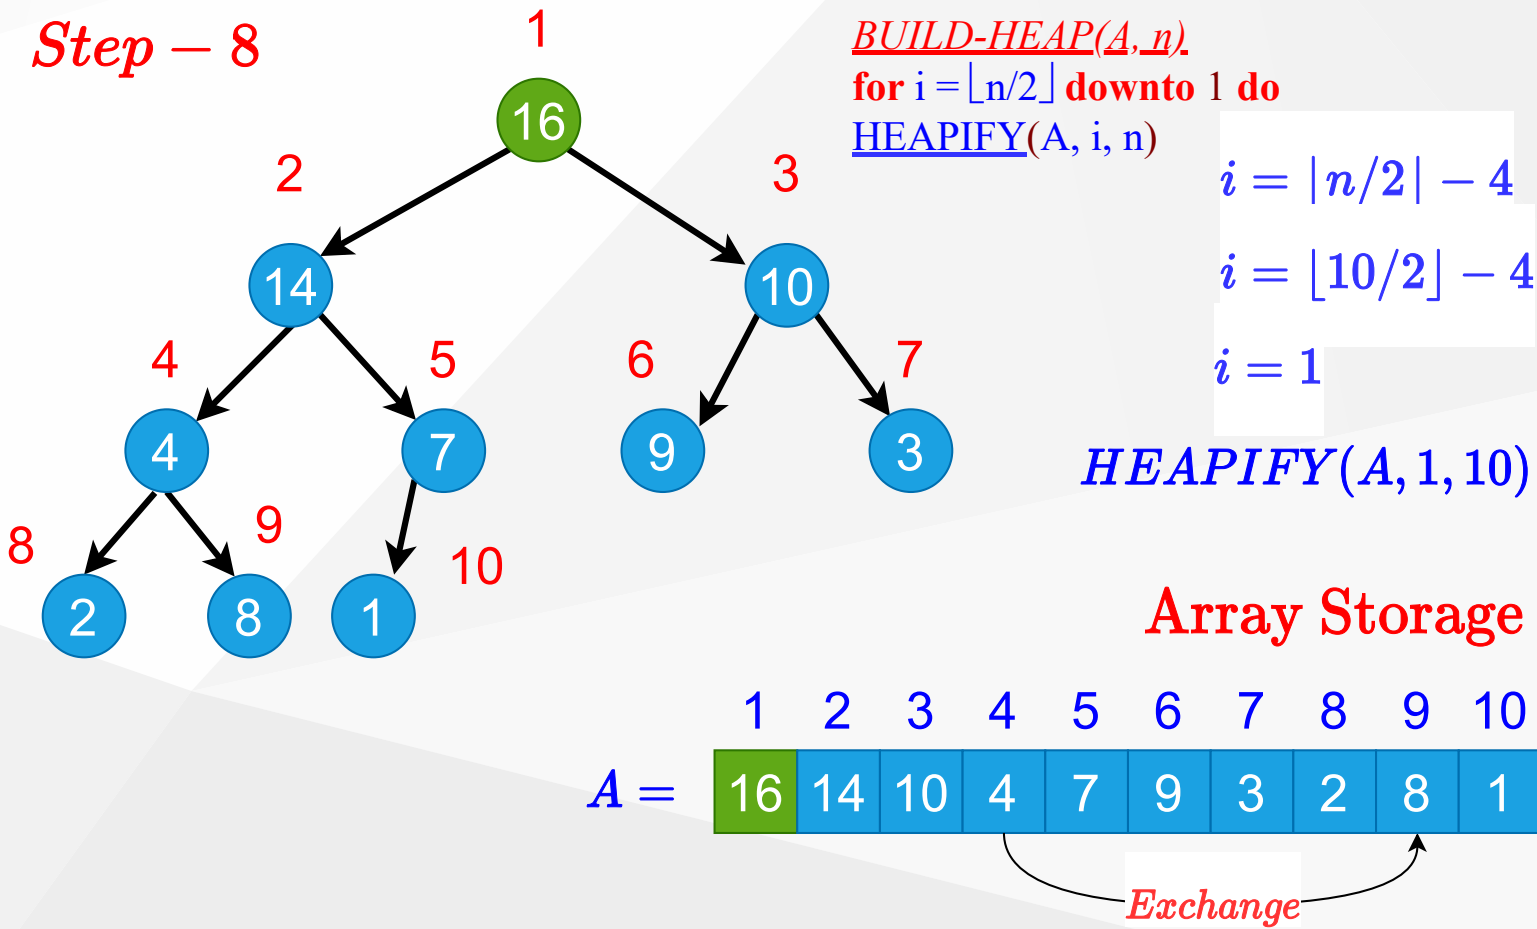 Step − 8
BUILD-HEAP(A, n)
for i = ⌊n/2⌋ downto 1 do
HEAPIFY(A, i, n)
i = |n/2| − 4
i = ⌊10/2⌋ − 4
i = 1
HEAPIFY(A, 1, 10)
1
16
2 3
14 10
4 5 6 7
4 7 9 3
8 9 10
2 8 1
Array Storage
1 2 3 4 5 6 7 8 9 10
A = 16 14 10 4 7 9 3 2 8 1
Exchange